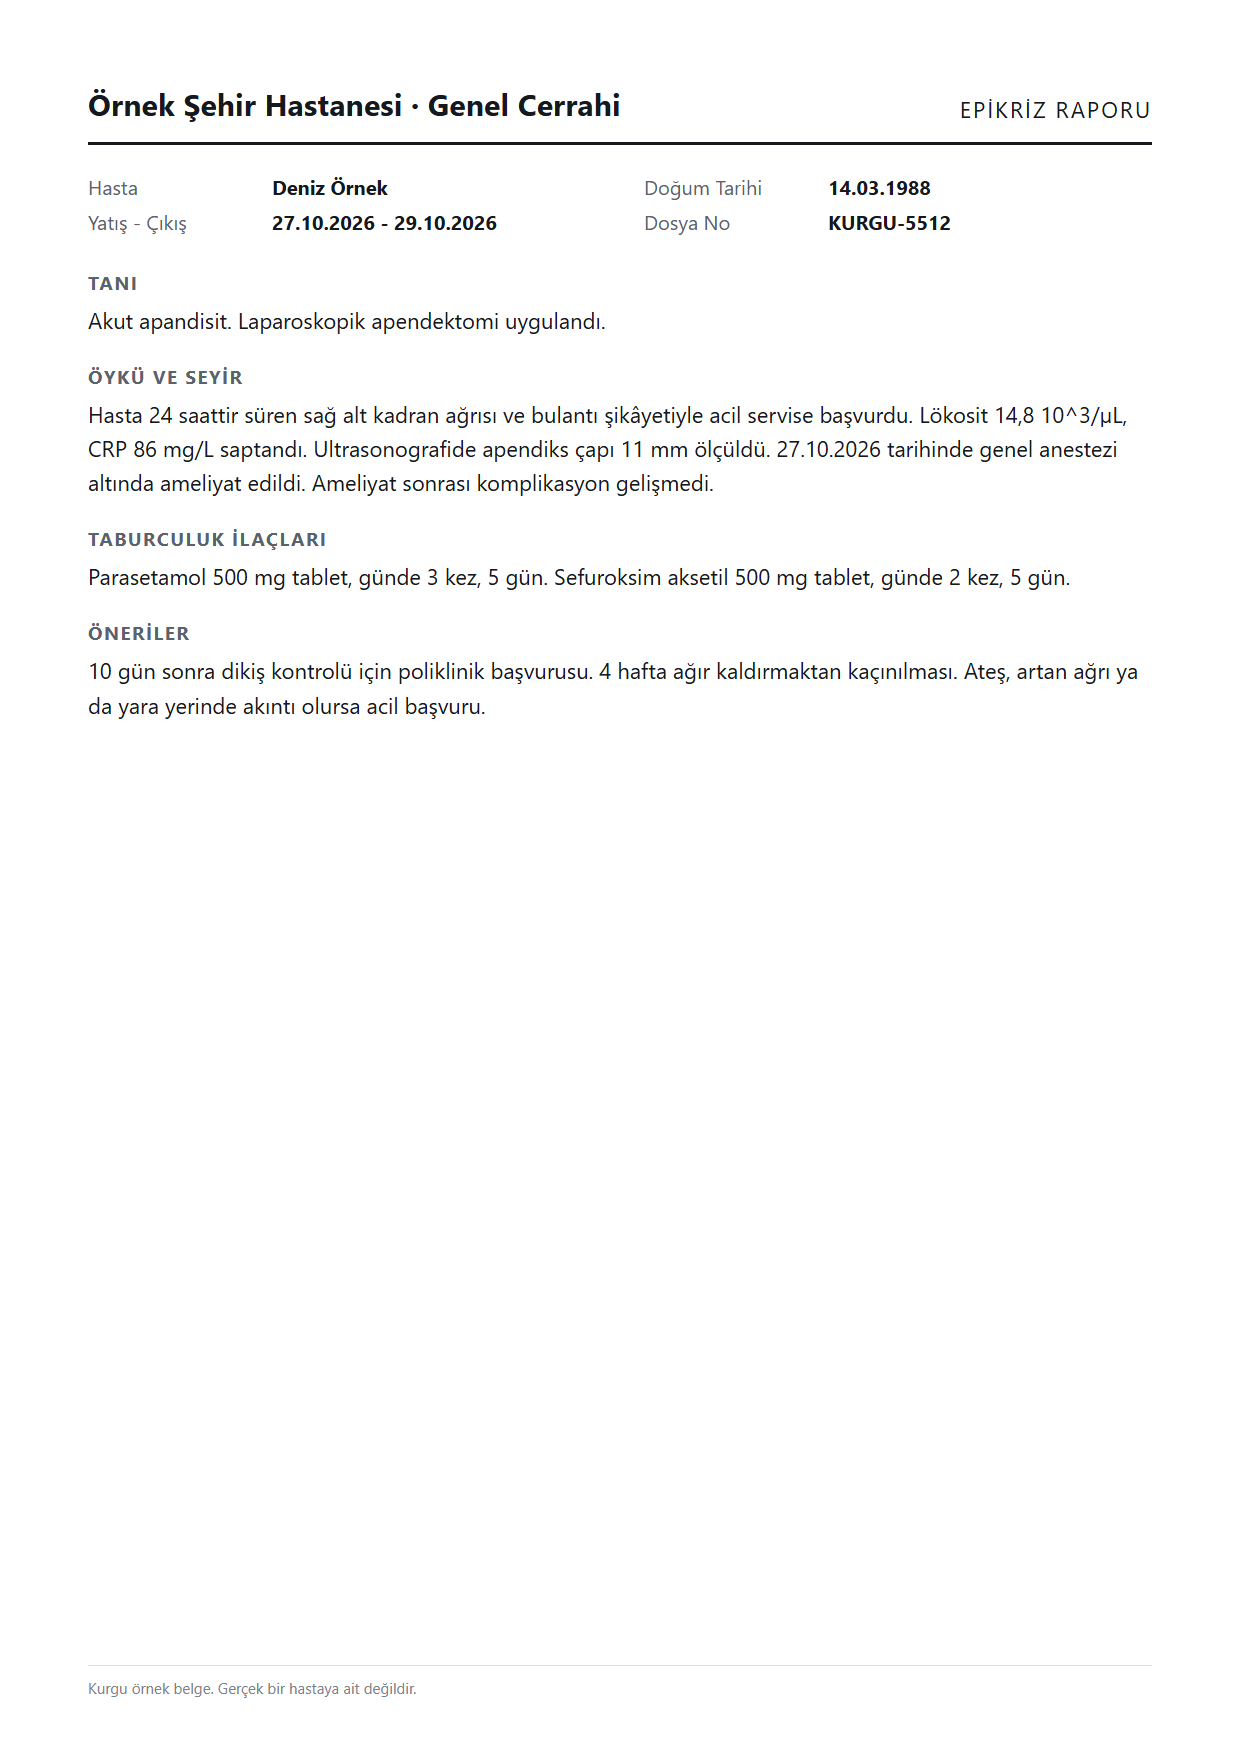 Örnek Şehir Hastanesi · Genel Cerrahi
EPİKRİZ RAPORU
Hasta Deniz Örnek Doğum Tarihi 14.03.1988
Yatış - Çıkış 27.10.2026 - 29.10.2026 Dosya No KURGU-5512
TANI
Akut apandisit. Laparoskopik apendektomi uygulandı.
ÖYKÜ VE SEYİR
Hasta 24 saattir süren sağ alt kadran ağrısı ve bulantı şikâyetiyle acil servise başvurdu. Lökosit 14,8 10^3/µL,
CRP 86 mg/L saptandı. Ultrasonografide apendiks çapı 11 mm ölçüldü. 27.10.2026 tarihinde genel anestezi
altında ameliyat edildi. Ameliyat sonrası komplikasyon gelişmedi.
TABURCULUK İLAÇLARI
Parasetamol 500 mg tablet, günde 3 kez, 5 gün. Sefuroksim aksetil 500 mg tablet, günde 2 kez, 5 gün.
ÖNERİLER
10 gün sonra dikiş kontrolü için poliklinik başvurusu. 4 hafta ağır kaldırmaktan kaçınılması. Ateş, artan ağrı ya
da yara yerinde akıntı olursa acil başvuru.
Kurgu örnek belge. Gerçek bir hastaya ait değildir.